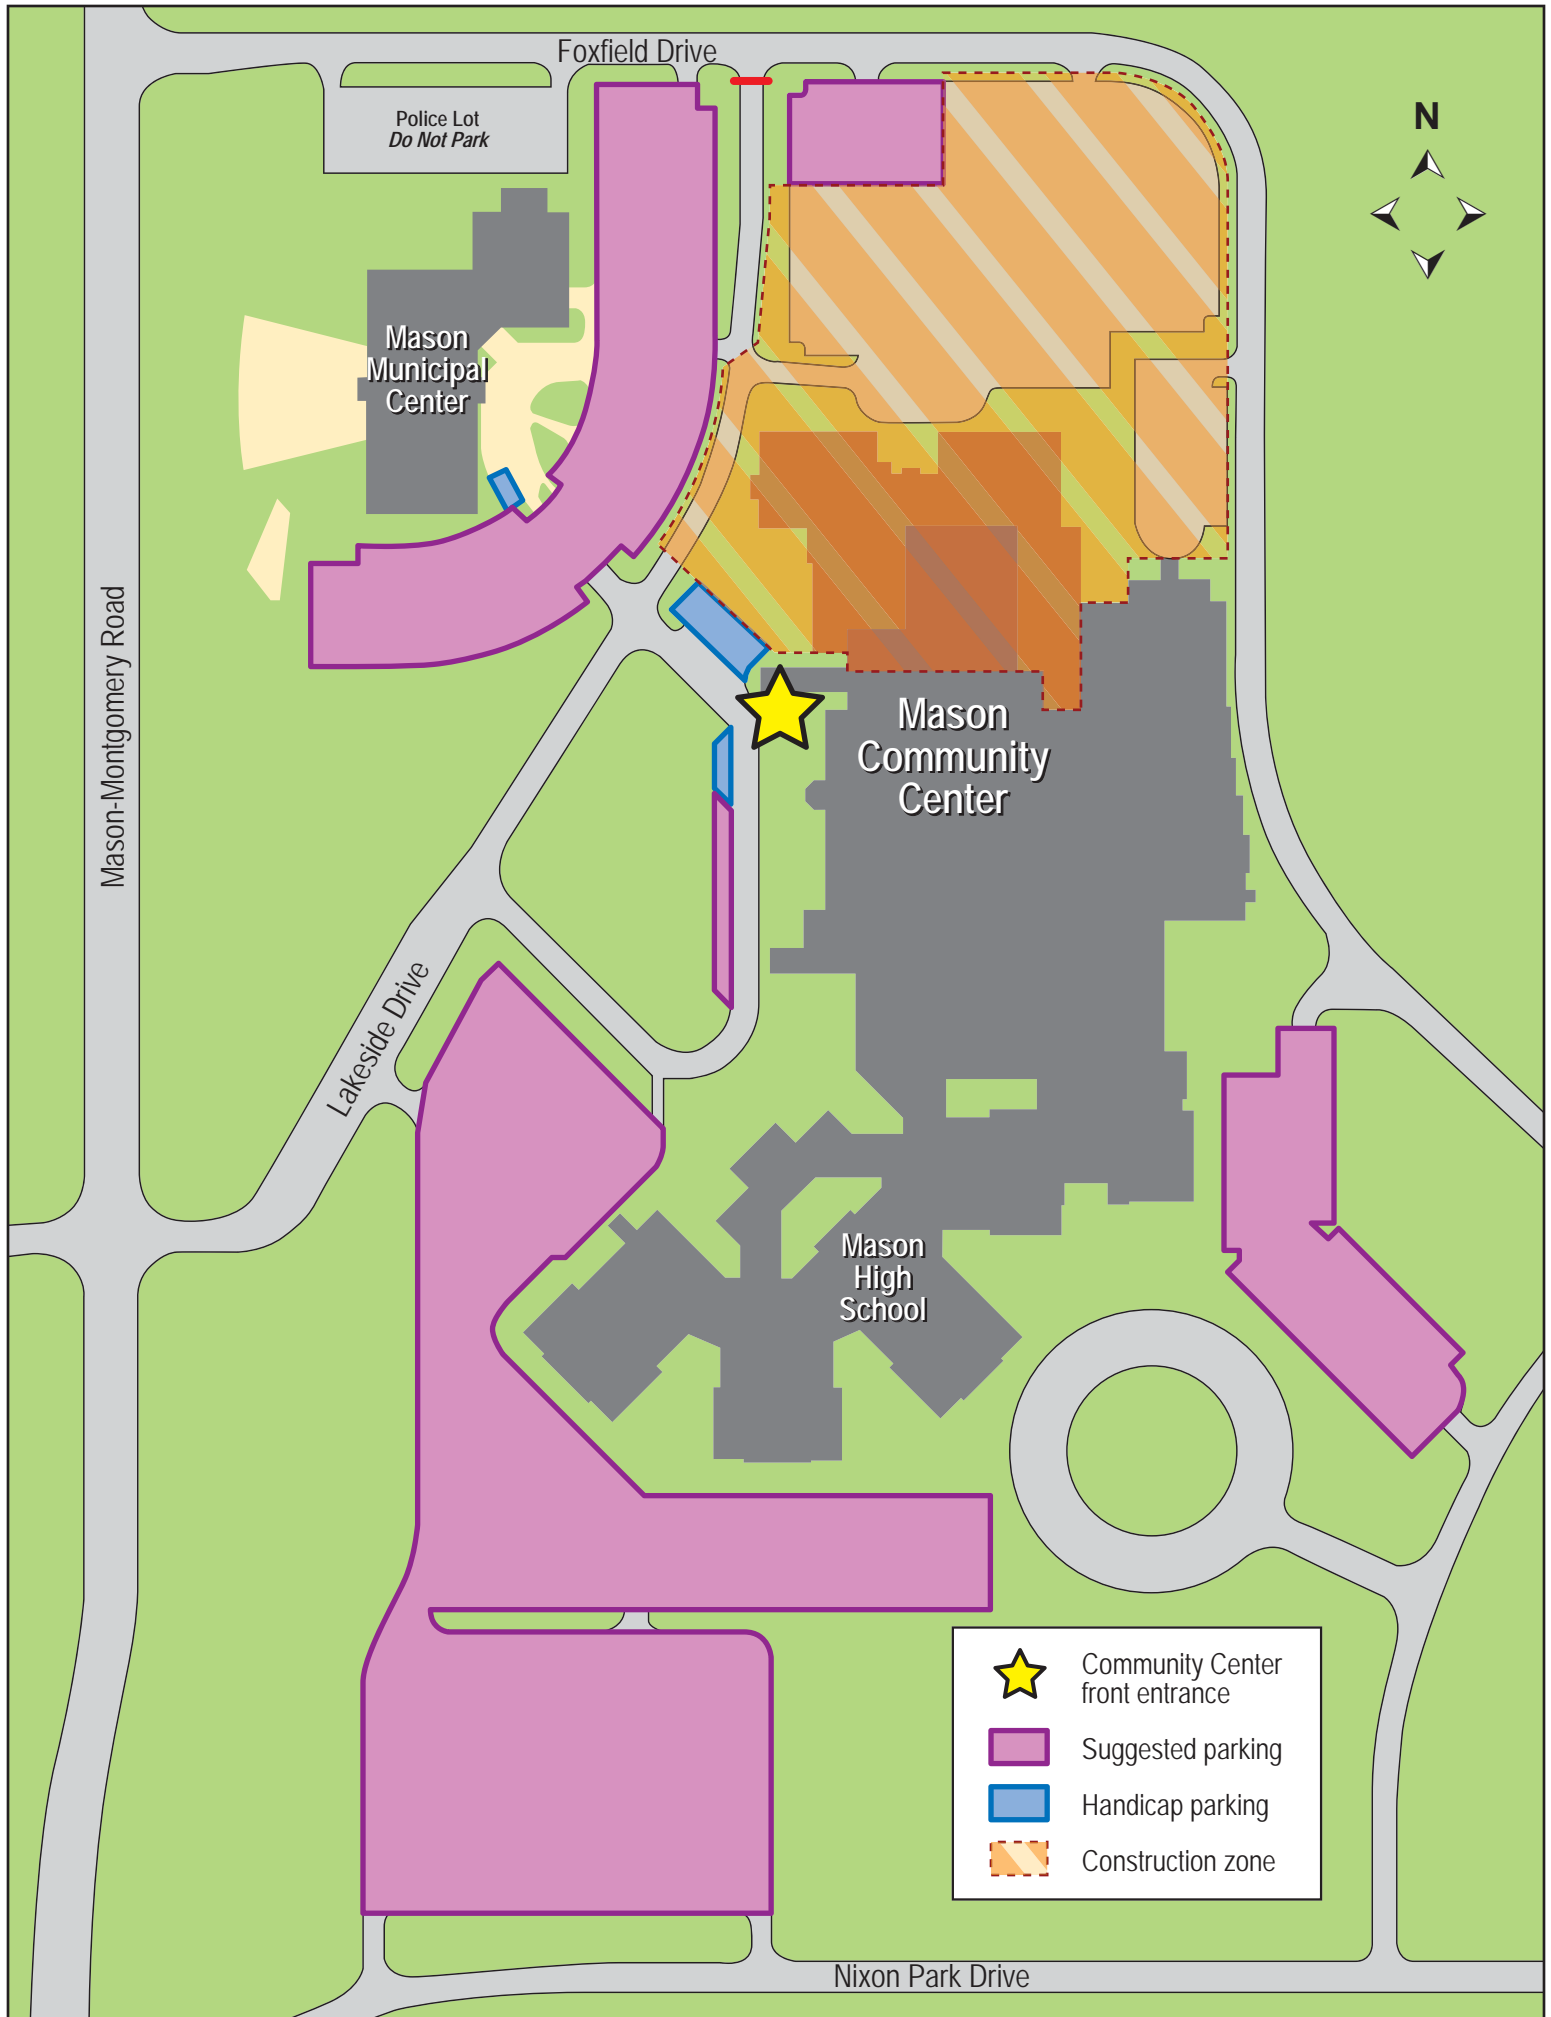 Foxfield Drive
Police Lot
Do Not Park
N
Mason
Municipal
Center
Mason-Montgomery Road
Mason
Community
Center
Lakeside Drive
Mason
High
School
Community Center
front entrance
Suggested parking
Handicap parking
Construction zone
Nixon Park Drive